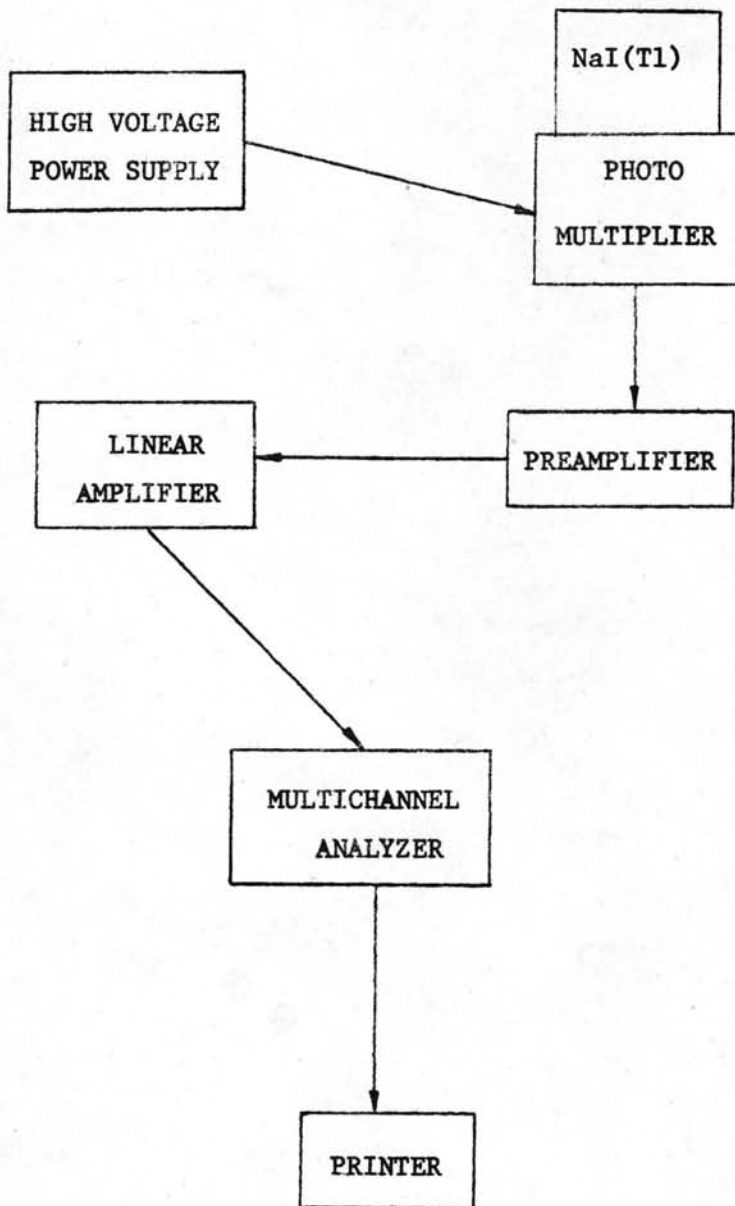 NaI(Tl)
HIGH VOLTAGE
POWER SUPPLY
PHOTO
MULTIPLIER
LINEAR
AMPLIFIER
PREAMPLIFIER
MULTICHANNEL
ANALYZER
PRINTER